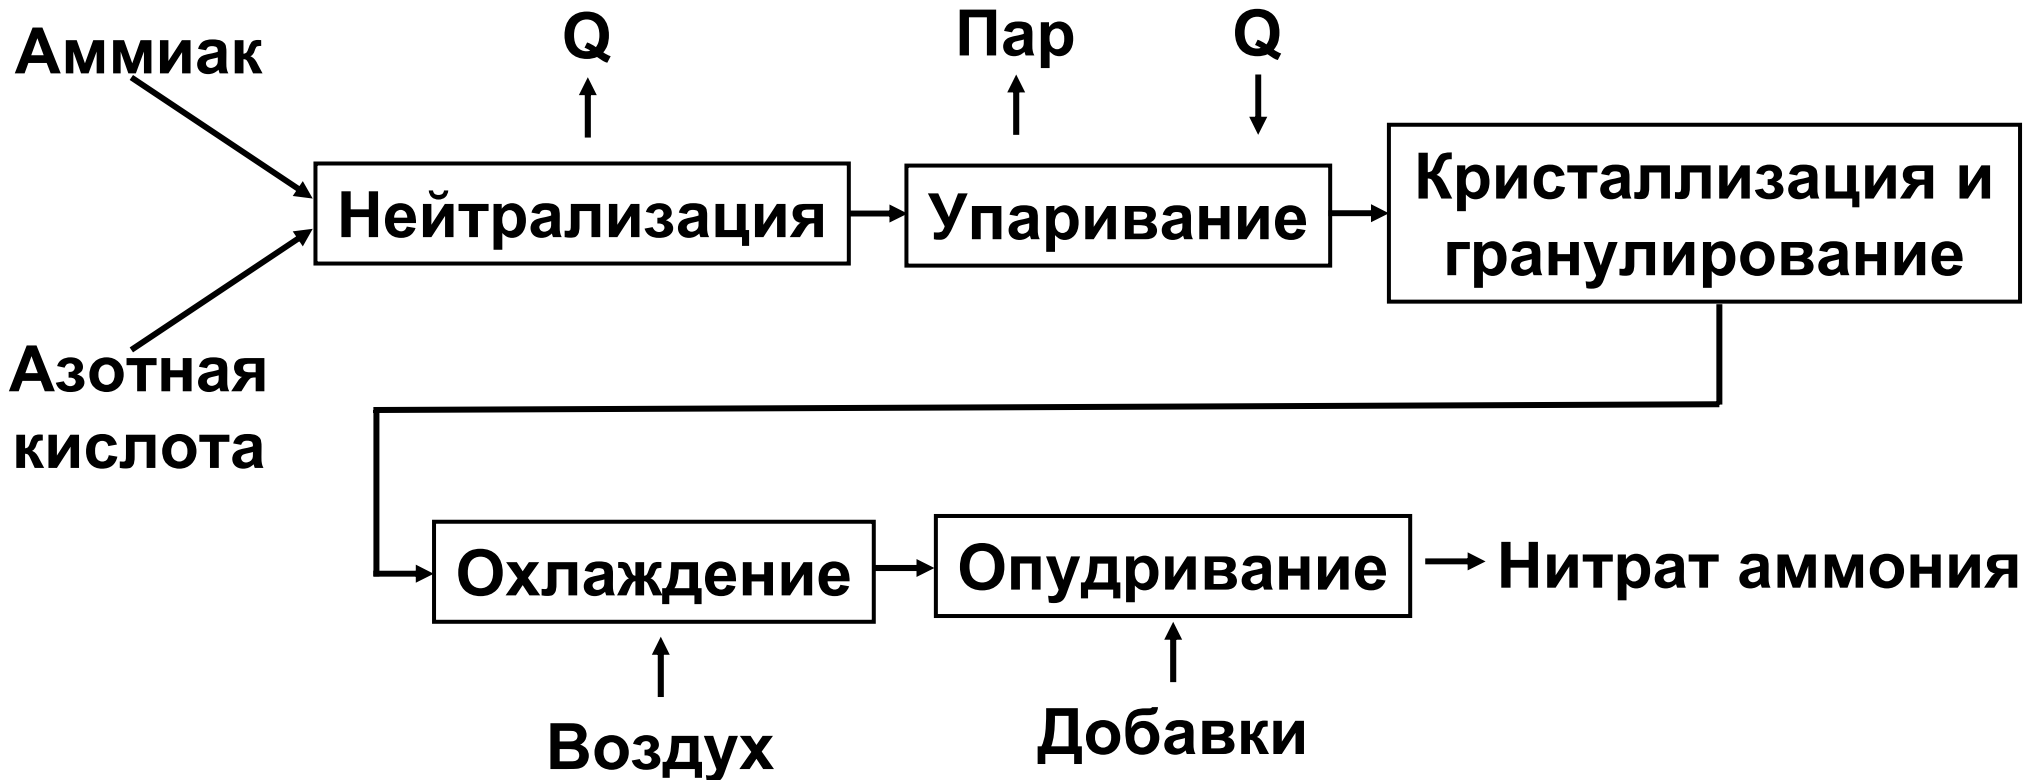 Аммиак
Q
Пар
Q
Нейтрализация
Упаривание
Кристаллизация и
гранулирование
Азотная
кислота
Охлаждение
Опудривание
Нитрат аммония
Воздух
Добавки